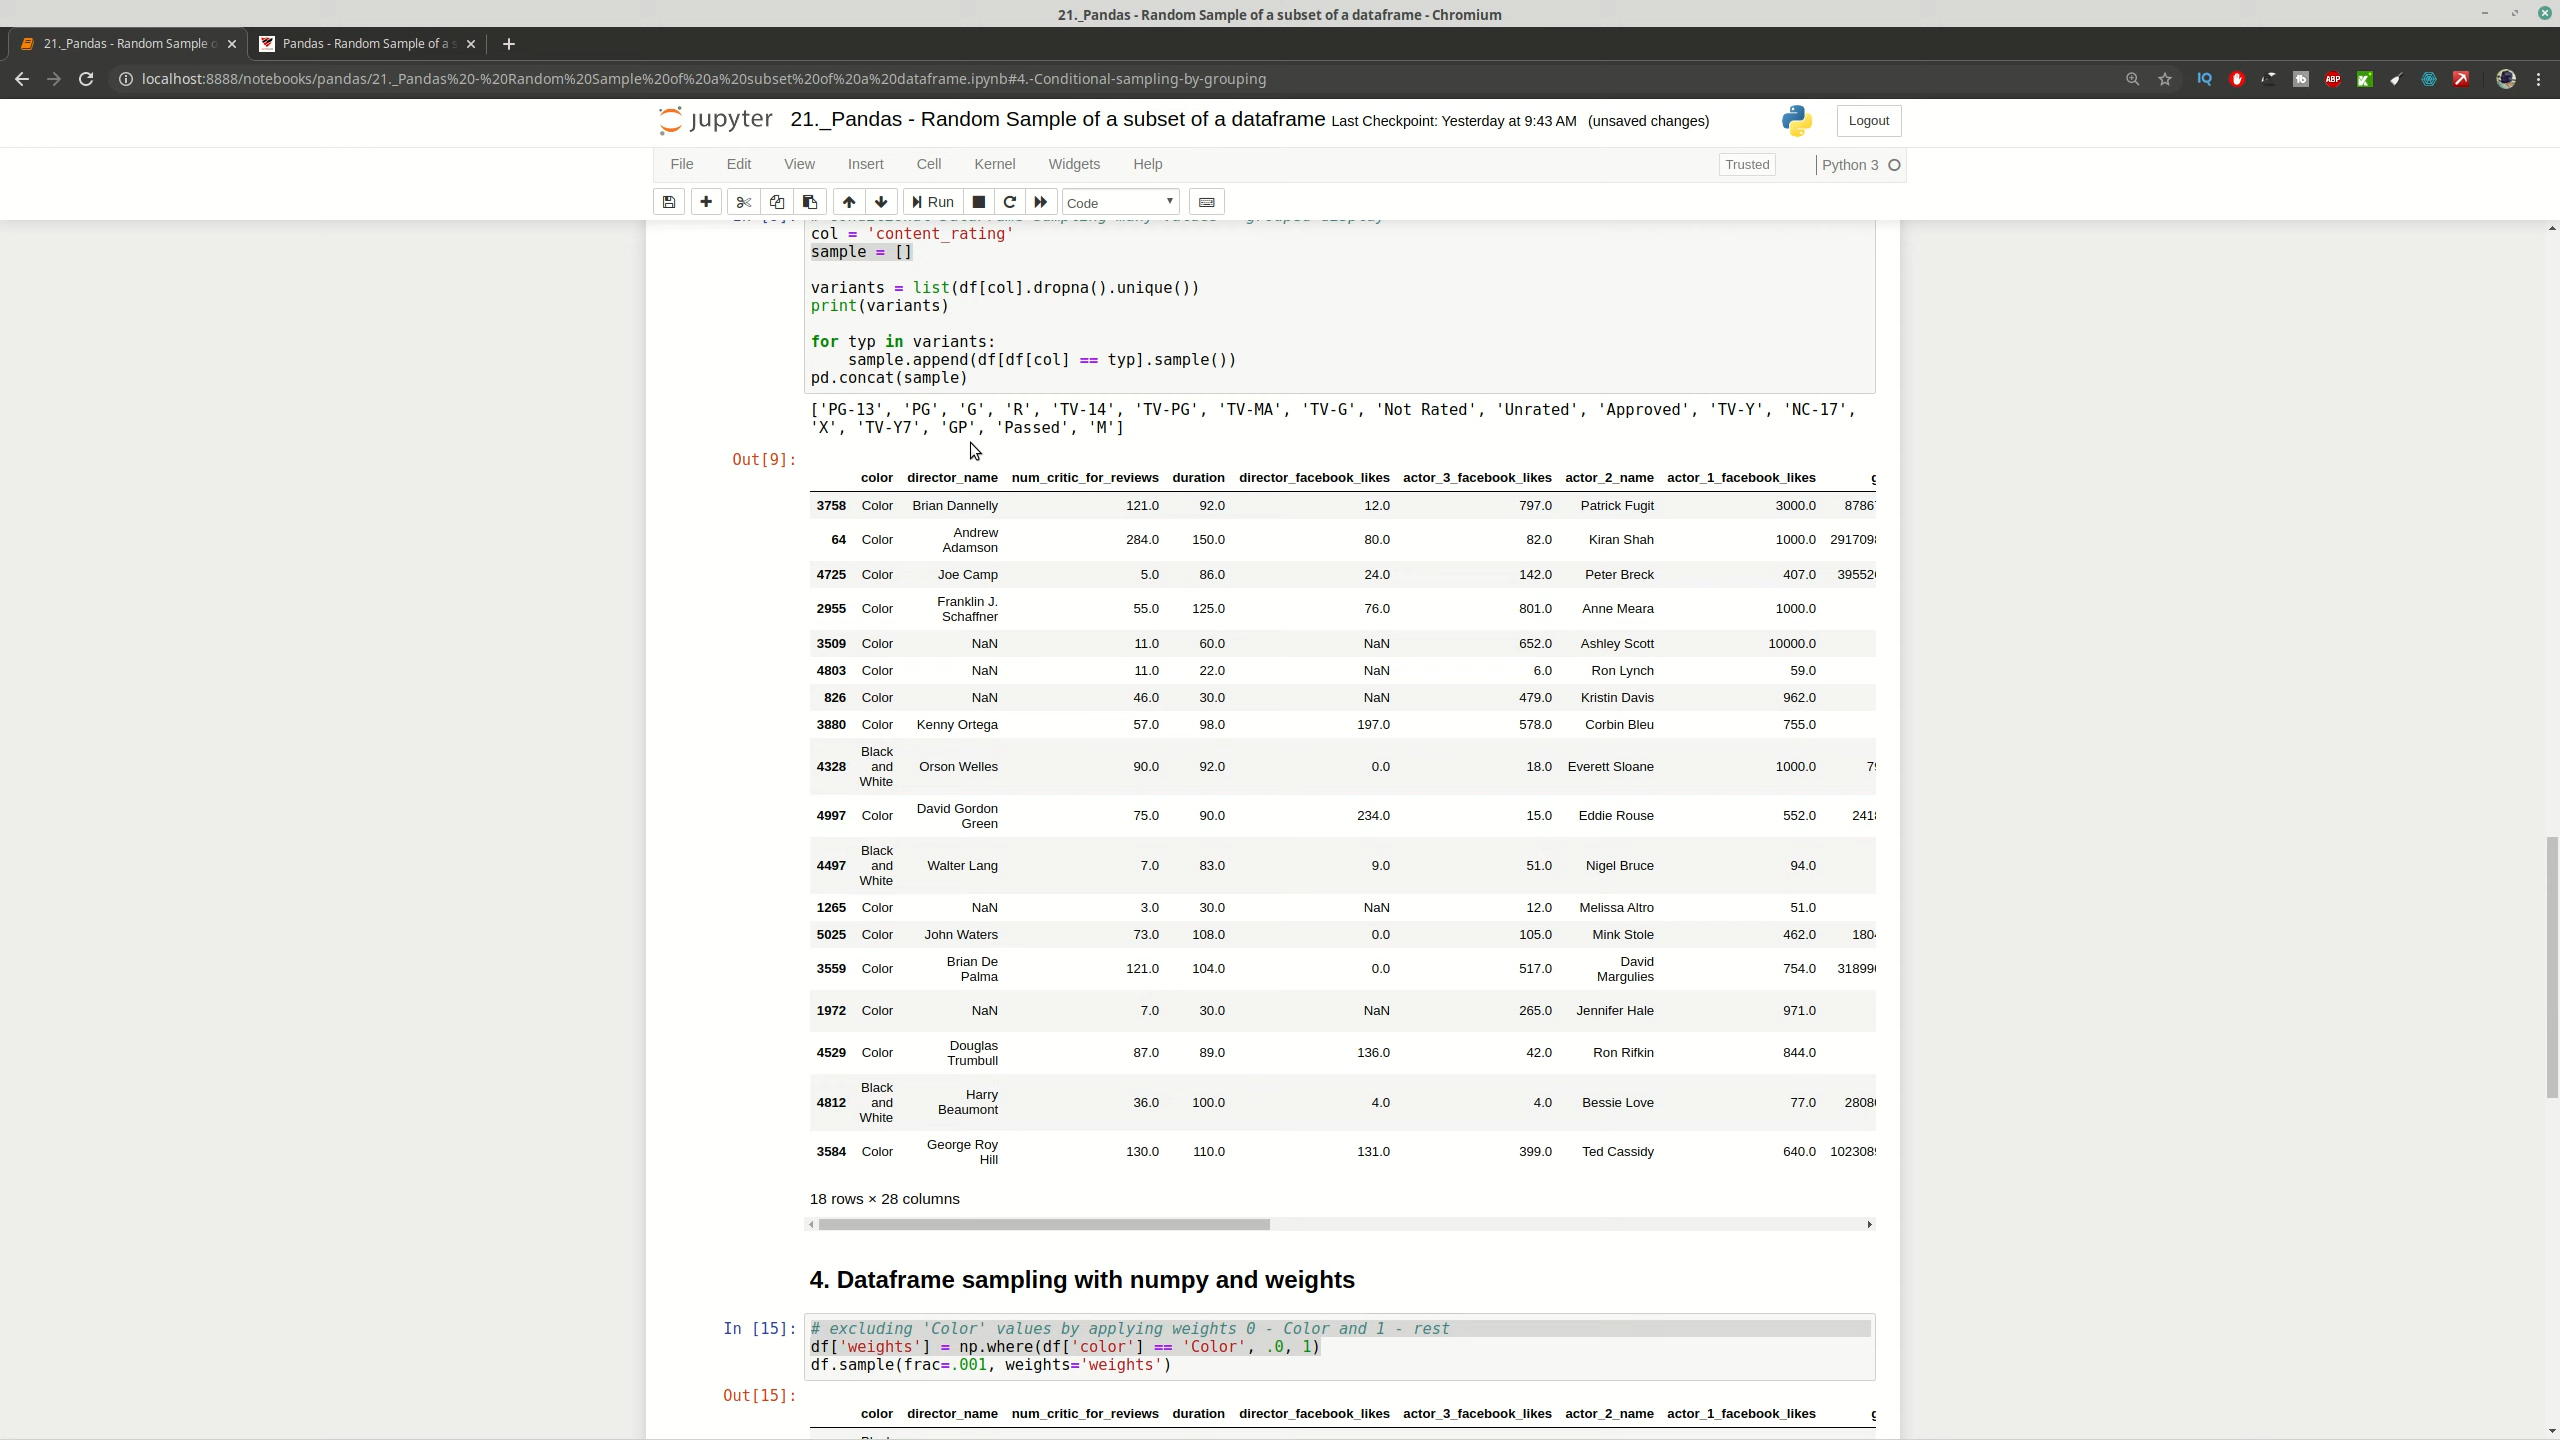 21._Pandas - Random Sample of a subset of a dataframe - Chromium
21._Pandas - Random Sample o
Pandas - Random Sample of a s
localhost:8888/notebooks/pandas/21._Pandas%20-%20Random%20Sample%20of%20a%20subset%20of%20a%20dataframe.ipynb#4.-Conditional-sampling-by-grouping
IQ
ABP
jupyter 21._Pandas - Random Sample of a subset of a dataframe Last Checkpoint: Yesterday at 9:43 AM (unsaved changes)
Logout
File Edit View Insert Cell Kernel Widgets Help
Trusted Python 3
Run Code
col = 'content_rating'
sample = []
variants = list(df[col].dropna().unique())
print(variants)
for typ in variants:
    sample.append(df[df[col] == typ].sample())
pd.concat(sample)
['PG-13', 'PG', 'G', 'R', 'TV-14', 'TV-PG', 'TV-MA', 'TV-G', 'Not Rated', 'Unrated', 'Approved', 'TV-Y', 'NC-17',
'X', 'TV-Y7', 'GP', 'Passed', 'M']
Out[9]:
color director_name num_critic_for_reviews duration director_facebook_likes actor_3_facebook_likes actor_2_name actor_1_facebook_likes g
3758 Color Brian Dannelly 121.0 92.0 12.0 797.0 Patrick Fugit 3000.0 8786
64 Color Andrew Adamson 284.0 150.0 80.0 82.0 Kiran Shah 1000.0 291709
4725 Color Joe Camp 5.0 86.0 24.0 142.0 Peter Breck 407.0 39552
2955 Color Franklin J. Schaffner 55.0 125.0 76.0 801.0 Anne Meara 1000.0
3509 Color NaN 11.0 60.0 NaN 652.0 Ashley Scott 10000.0
4803 Color NaN 11.0 22.0 NaN 6.0 Ron Lynch 59.0
826 Color NaN 46.0 30.0 NaN 479.0 Kristin Davis 962.0
3880 Color Kenny Ortega 57.0 98.0 197.0 578.0 Corbin Bleu 755.0
4328 Black and White Orson Welles 90.0 92.0 0.0 18.0 Everett Sloane 1000.0 7
4997 Color David Gordon Green 75.0 90.0 234.0 15.0 Eddie Rouse 552.0 241
4497 Black and White Walter Lang 7.0 83.0 9.0 51.0 Nigel Bruce 94.0
1265 Color NaN 3.0 30.0 NaN 12.0 Melissa Altro 51.0
5025 Color John Waters 73.0 108.0 0.0 105.0 Mink Stole 462.0 180
3559 Color Brian De Palma 121.0 104.0 0.0 517.0 David Margulies 754.0 31899
1972 Color NaN 7.0 30.0 NaN 265.0 Jennifer Hale 971.0
4529 Color Douglas Trumbull 87.0 89.0 136.0 42.0 Ron Rifkin 844.0
4812 Black and White Harry Beaumont 36.0 100.0 4.0 4.0 Bessie Love 77.0 2808
3584 Color George Roy Hill 130.0 110.0 131.0 399.0 Ted Cassidy 640.0 102308
18 rows × 28 columns
4. Dataframe sampling with numpy and weights
In [15]: # excluding 'Color' values by applying weights 0 - Color and 1 - rest
df['weights'] = np.where(df['color'] == 'Color', .0, 1)
df.sample(frac=.001, weights='weights')
Out[15]:
color director_name num_critic_for_reviews duration director_facebook_likes actor_3_facebook_likes actor_2_name actor_1_facebook_likes g